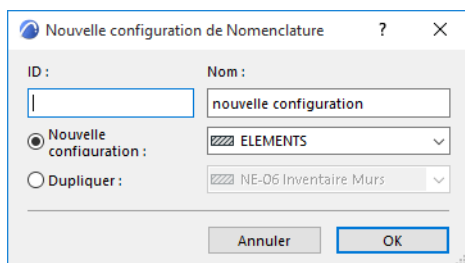 Nouvelle configuration de Nomenclature ?
ID : Nom :
nouvelle configuration
Nouvelle configuration : ELEMENTS
Dupliquer : NE-06 Inventaire Murs
Annuler OK